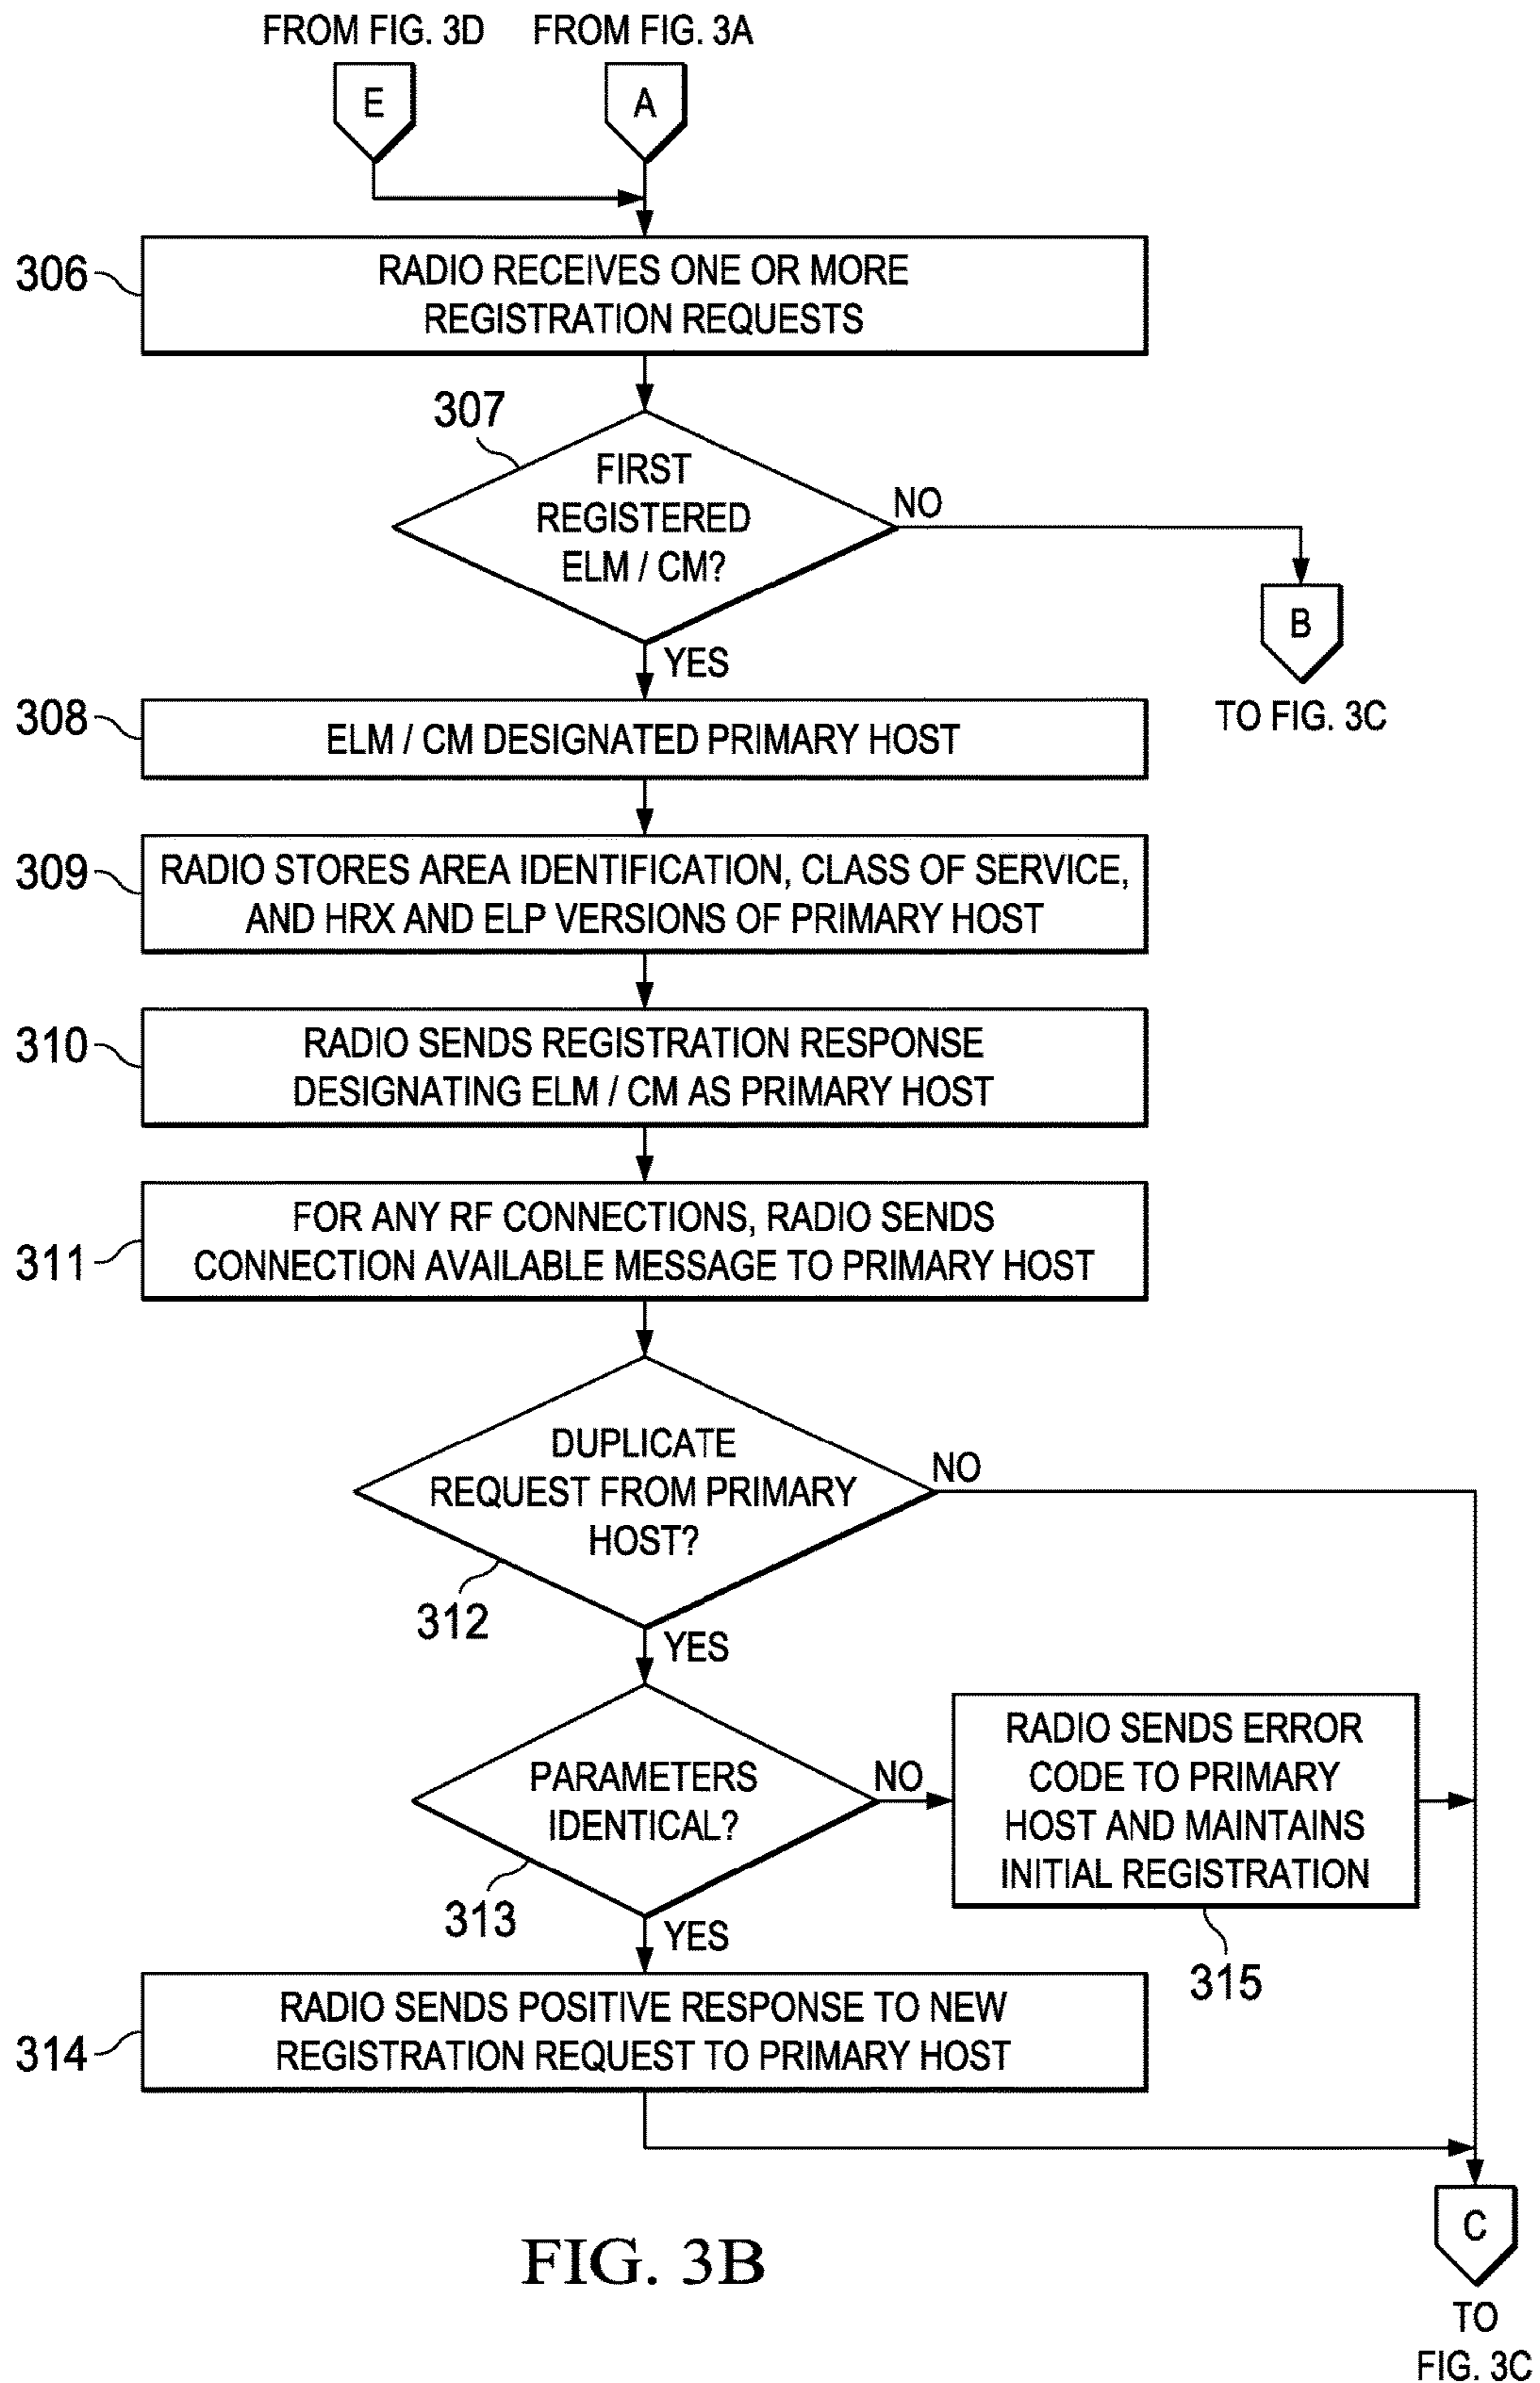 FROM FIG. 3D
FROM FIG. 3A
E
A
306
RADIO RECEIVES ONE OR MORE
REGISTRATION REQUESTS
307
FIRST
REGISTERED
ELM / CM?
NO
B
TO FIG. 3C
YES
308
ELM / CM DESIGNATED PRIMARY HOST
309
RADIO STORES AREA IDENTIFICATION, CLASS OF SERVICE,
AND HRX AND ELP VERSIONS OF PRIMARY HOST
310
RADIO SENDS REGISTRATION RESPONSE
DESIGNATING ELM / CM AS PRIMARY HOST
311
FOR ANY RF CONNECTIONS, RADIO SENDS
CONNECTION AVAILABLE MESSAGE TO PRIMARY HOST
DUPLICATE
REQUEST FROM PRIMARY
HOST?
NO
312
YES
PARAMETERS
IDENTICAL?
NO
313
RADIO SENDS ERROR
CODE TO PRIMARY
HOST AND MAINTAINS
INITIAL REGISTRATION
315
YES
314
RADIO SENDS POSITIVE RESPONSE TO NEW
REGISTRATION REQUEST TO PRIMARY HOST
C
TO
FIG. 3C
FIG. 3B